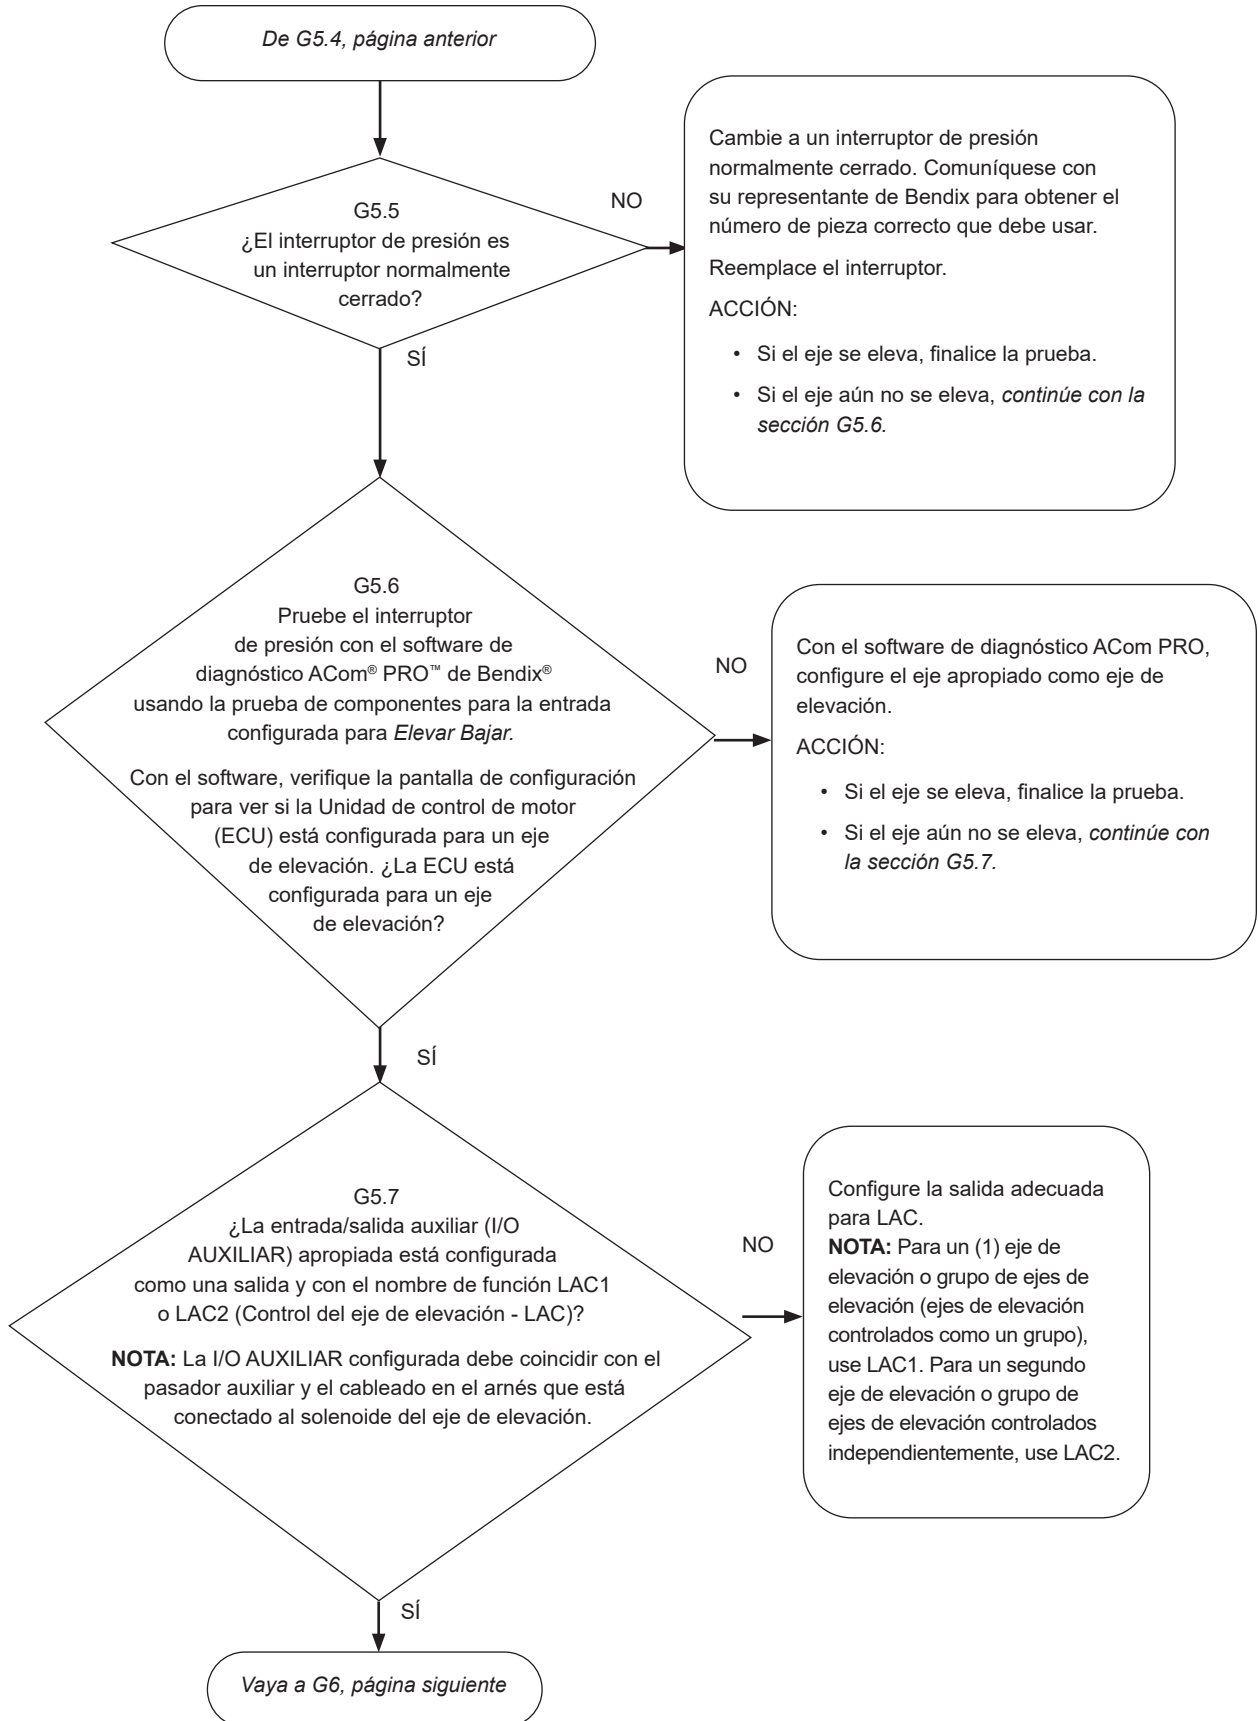 De G5.4, página anterior
G5.5
¿El interruptor de presión es
un interruptor normalmente
cerrado?
NO
Cambie a un interruptor de presión
normalmente cerrado. Comuníquese con
su representante de Bendix para obtener el
número de pieza correcto que debe usar.
Reemplace el interruptor.
ACCIÓN:
• Si el eje se eleva, finalice la prueba.
• Si el eje aún no se eleva, continúe con la
sección G5.6.
SÍ
G5.6
Pruebe el interruptor
de presión con el software de
diagnóstico ACom® PRO™ de Bendix®
usando la prueba de componentes para la entrada
configurada para Elevar Bajar.
Con el software, verifique la pantalla de configuración
para ver si la Unidad de control de motor
(ECU) está configurada para un eje
de elevación. ¿La ECU está
configurada para un eje
de elevación?
NO
Con el software de diagnóstico ACom PRO,
configure el eje apropiado como eje de
elevación.
ACCIÓN:
• Si el eje se eleva, finalice la prueba.
• Si el eje aún no se eleva, continúe con
la sección G5.7.
SÍ
G5.7
¿La entrada/salida auxiliar (I/O
AUXILIAR) apropiada está configurada
como una salida y con el nombre de función LAC1
o LAC2 (Control del eje de elevación - LAC)?
NOTA: La I/O AUXILIAR configurada debe coincidir con el
pasador auxiliar y el cableado en el arnés que está
conectado al solenoide del eje de elevación.
NO
Configure la salida adecuada
para LAC.
NOTA: Para un (1) eje de
elevación o grupo de ejes de
elevación (ejes de elevación
controlados como un grupo),
use LAC1. Para un segundo
eje de elevación o grupo de
ejes de elevación controlados
independientemente, use LAC2.
SÍ
Vaya a G6, página siguiente